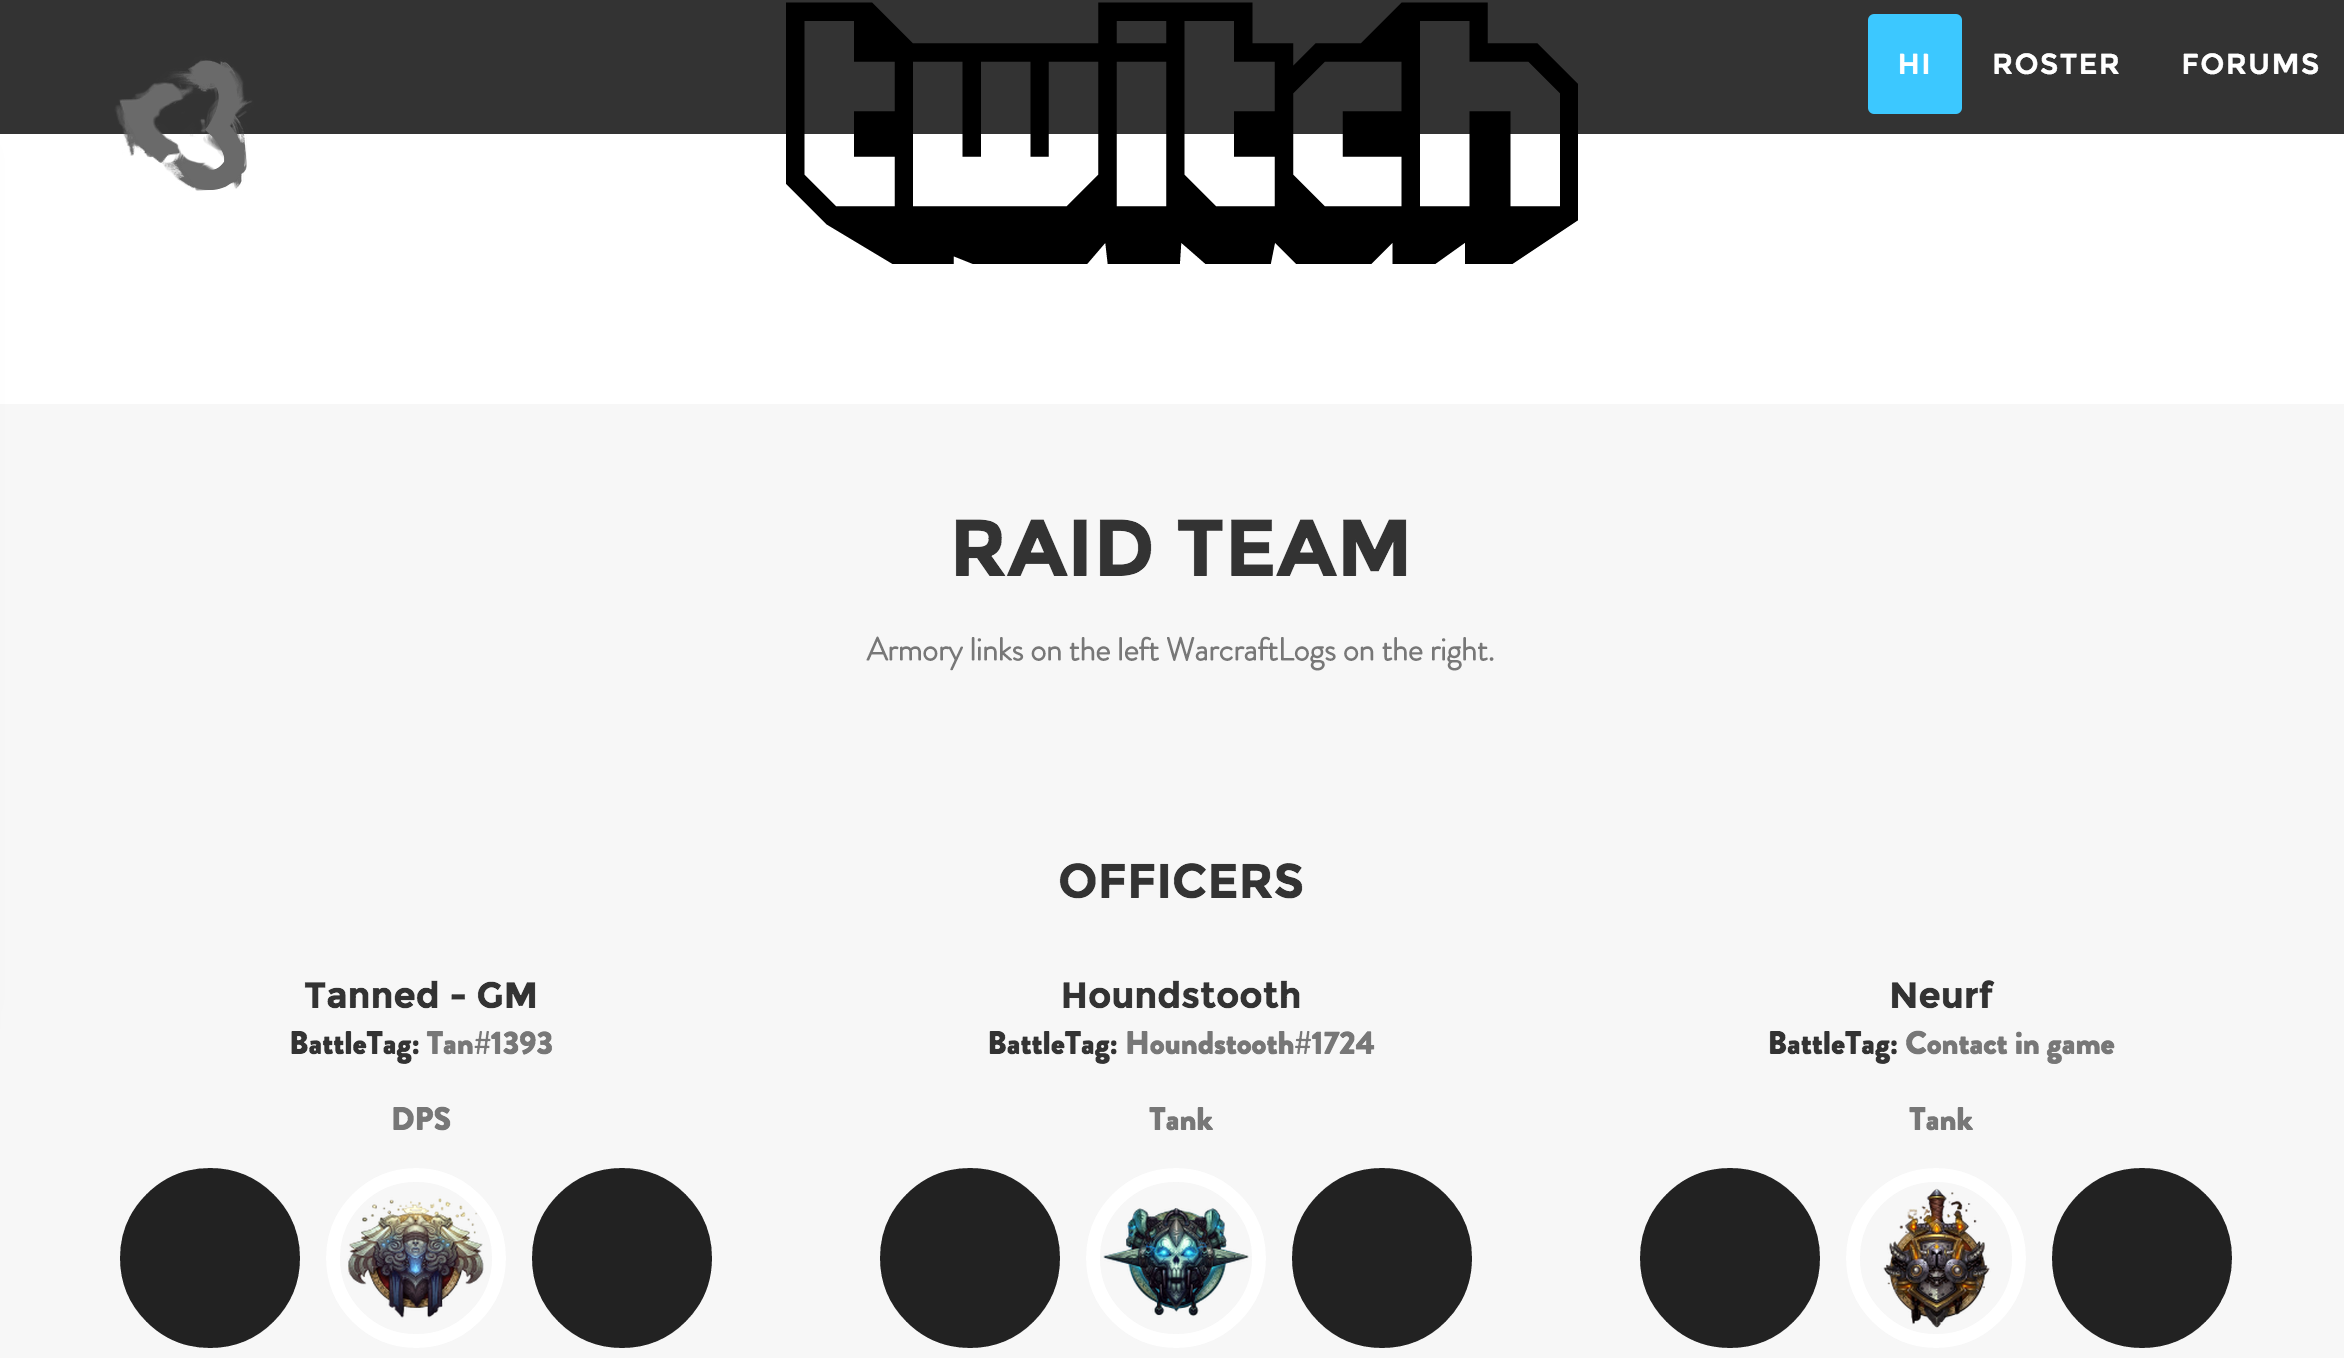 twitch
HI ROSTER FORUMS
RAID TEAM
Armory links on the left WarcraftLogs on the right.
OFFICERS
Tanned - GM
BattleTag: Tan#1393
DPS
Houndstooth
BattleTag: Houndstooth#1724
Tank
Neurf
BattleTag: Contact in game
Tank